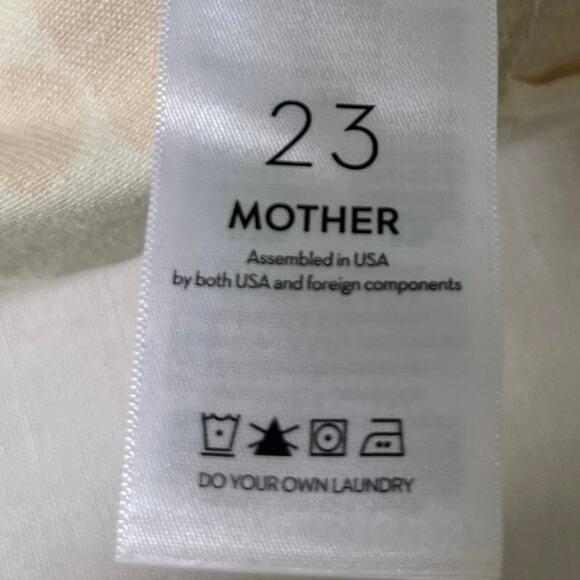 23
MOTHER
Assembled in USA
by both USA and foreign components
DO YOUR OWN LAUNDRY